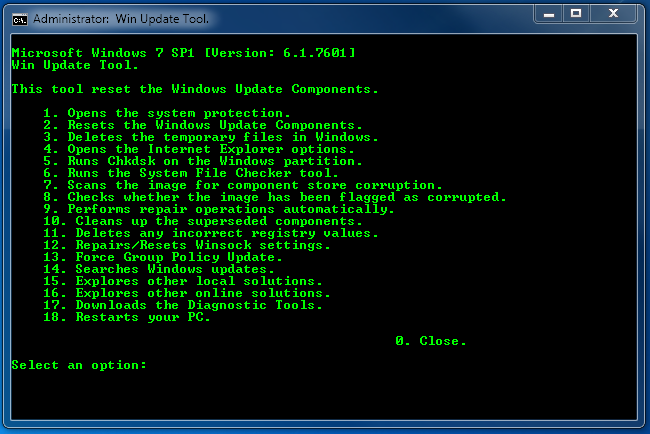 Administrator: Win Update Tool.
Microsoft Windows 7 SP1 [Version: 6.1.7601]
Win Update Tool.
This tool reset the Windows Update Components.
1. Opens the system protection.
2. Resets the Windows Update Components.
3. Deletes the temporary files in Windows.
4. Opens the Internet Explorer options.
5. Runs Chkdsk on the Windows partition.
6. Runs the System File Checker tool.
7. Scans the image for component store corruption.
8. Checks whether the image has been flagged as corrupted.
9. Performs repair operations automatically.
10. Cleans up the superseded components.
11. Deletes any incorrect registry values.
12. Repairs/Resets Winsock settings.
13. Force Group Policy Update.
14. Searches Windows updates.
15. Explores other local solutions.
16. Explores other online solutions.
17. Downloads the Diagnostic Tools.
18. Restarts your PC.
0. Close.
Select an option: